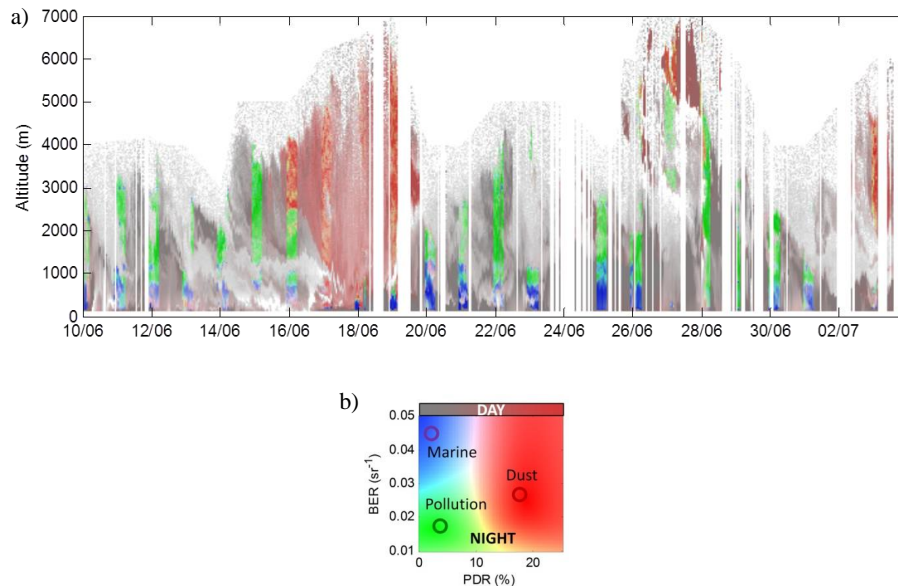 a)
7000
6000
5000
4000
3000
2000
1000
0
Altitude (m)
10/06 12/06 14/06 16/06 18/06 20/06 22/06 24/06 26/06 28/06 30/06 02/07
b)
DAY
0.05
0.04
0.03
0.02
0.01
BER (sr⁻¹)
Marine
Dust
Pollution
NIGHT
0 10 20
PDR (%)